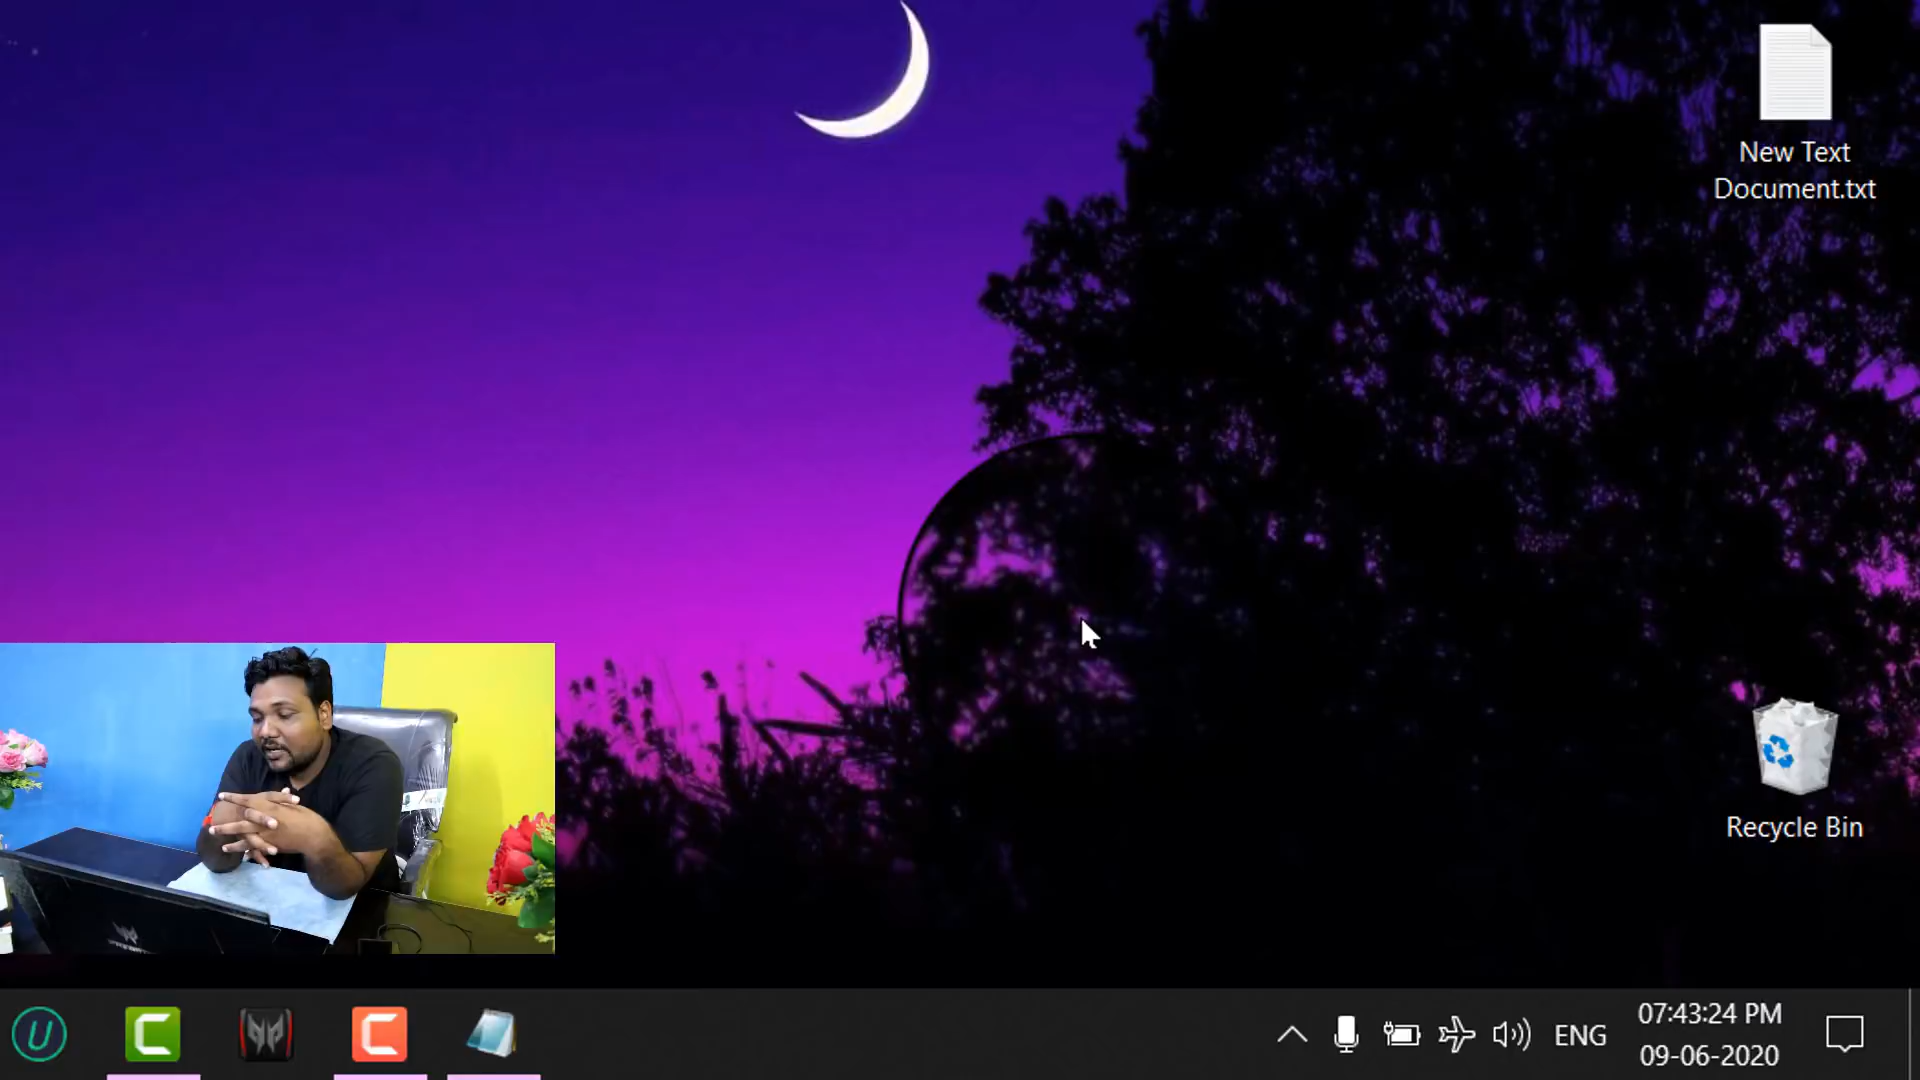 New Text
Document.txt
Recycle Bin
ENG
07:43:24 PM
09-06-2020